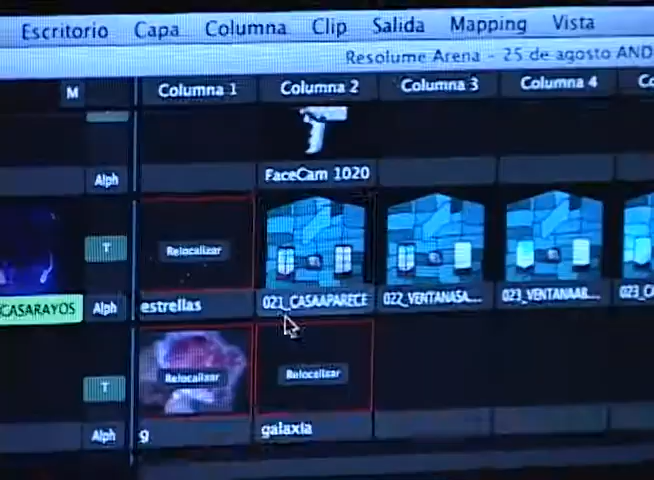 Escritorio Capa Columna Clip Salida Mapping Vista
Resolume Arena - 25 de agosto AND
M Columna 1 Columna 2 Columna 3 Columna 4
Alph FaceCam 1020
T Relocalizar
CASARAYOS Alph estrellas 021_CASAAPARECE 022_VENTANASA... 023_VENTANAAB...
T Relocalizar Relocalizar
Alph g galaxia